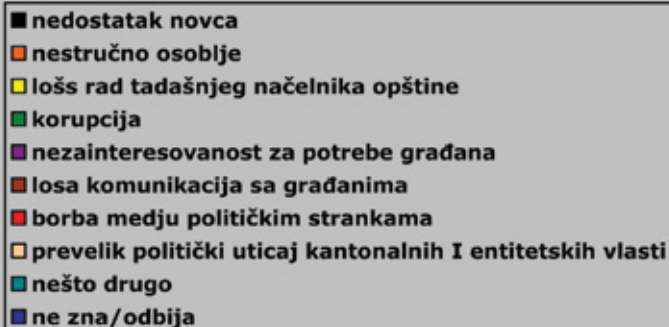 nedostatak novca
nestručno osoblje
lošs rad tadašnjeg načelnika opštine
korupcija
nezainteresovanost za potrebe građana
losa komunikacija sa građanima
borba medju političkim strankama
prevelik politički uticaj kantonalnih I entitetskih vlasti
nešto drugo
ne zna/odbija